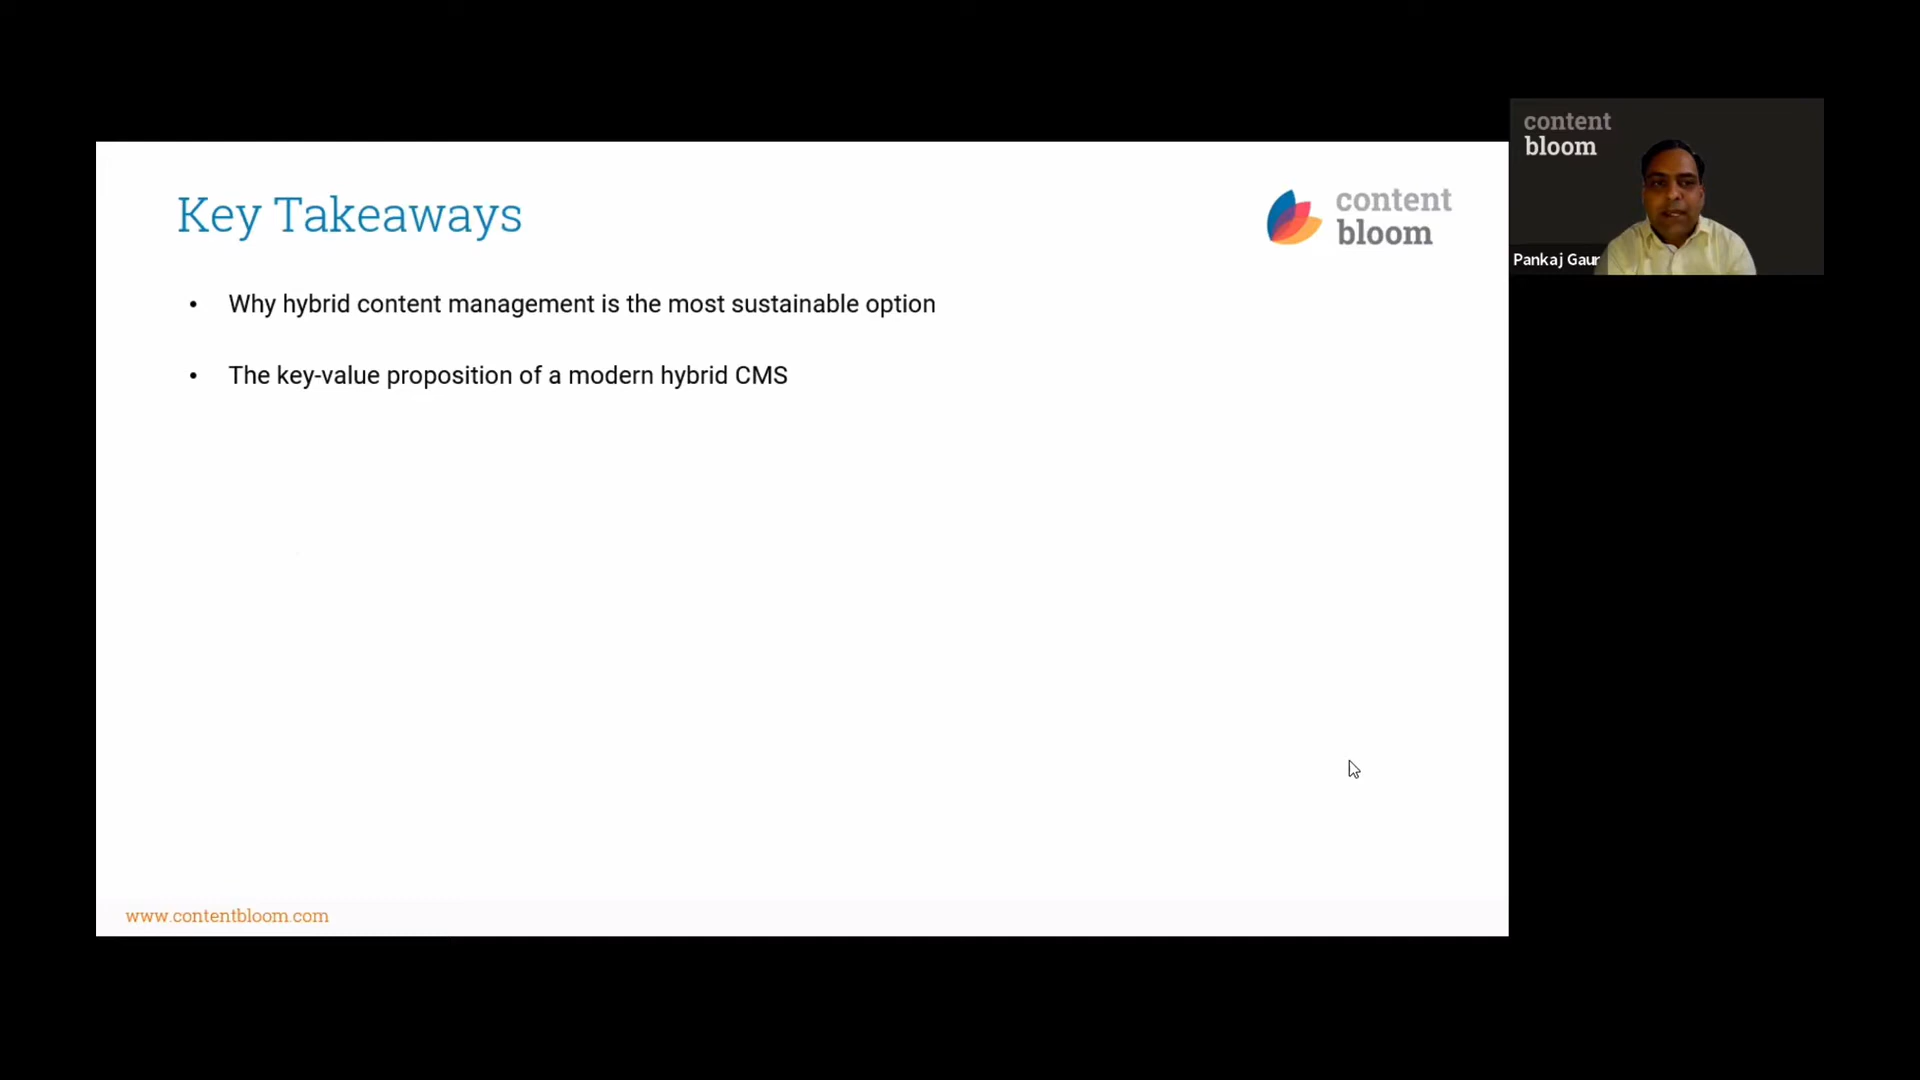 Key Takeaways
content
bloom
• Why hybrid content management is the most sustainable option
• The key-value proposition of a modern hybrid CMS
www.contentbloom.com
content
bloom
Pankaj Gaur